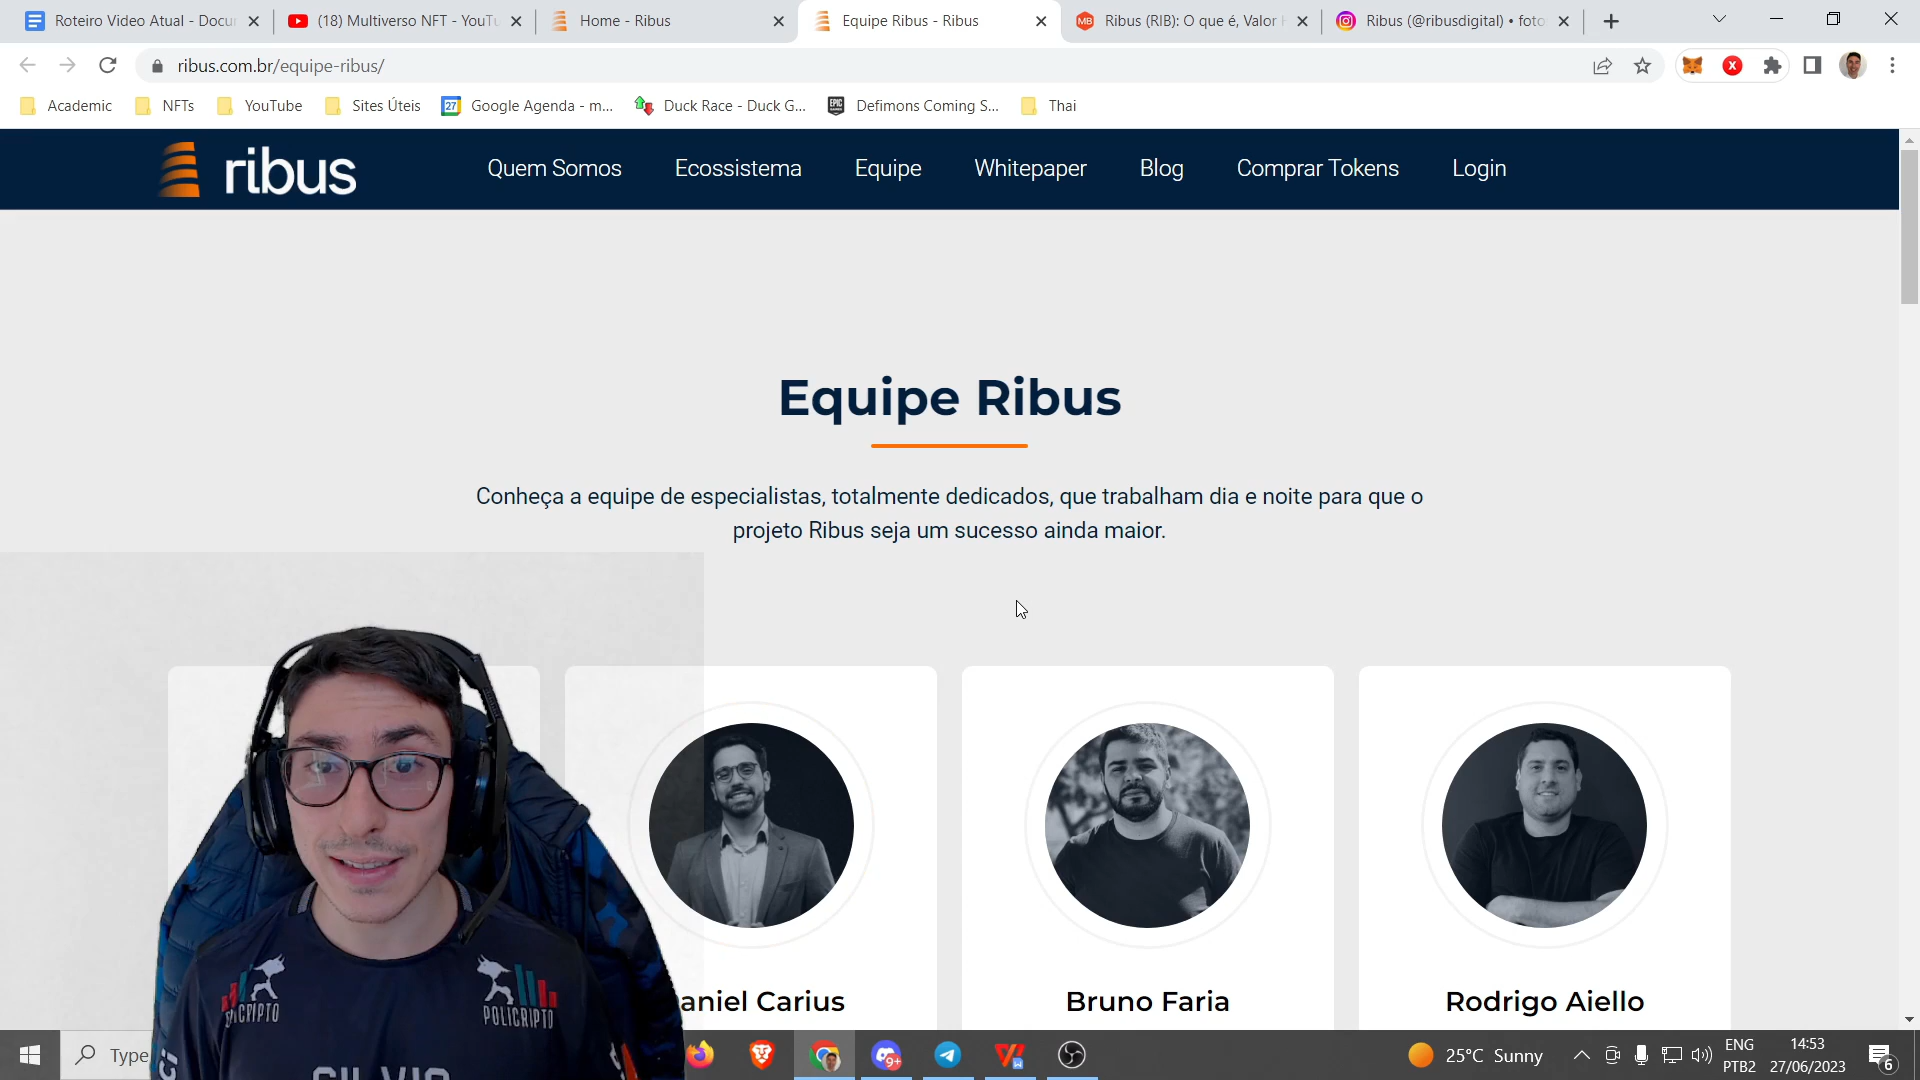 Roteiro Video Atual - Docu
(18) Multiverso NFT - YouTu
Home - Ribus
Equipe Ribus - Ribus
Ribus (RIB): O que é, Valor
Ribus (@ribusdigital) • foto
ribus.com.br/equipe-ribus/
Academic
NFTs
YouTube
Sites Úteis
27
Google Agenda - m...
Duck Race - Duck G...
Defimons Coming S...
Thai
ribus
Quem Somos
Ecossistema
Equipe
Whitepaper
Blog
Comprar Tokens
Login
Equipe Ribus
Conheça a equipe de especialistas, totalmente dedicados, que trabalham dia e noite para que o
projeto Ribus seja um sucesso ainda maior.
aniel Carius
Bruno Faria
Rodrigo Aiello
POLICRIPTO
Type
9+
25°C Sunny
ENG
PTB2
14:53
27/06/2023
6